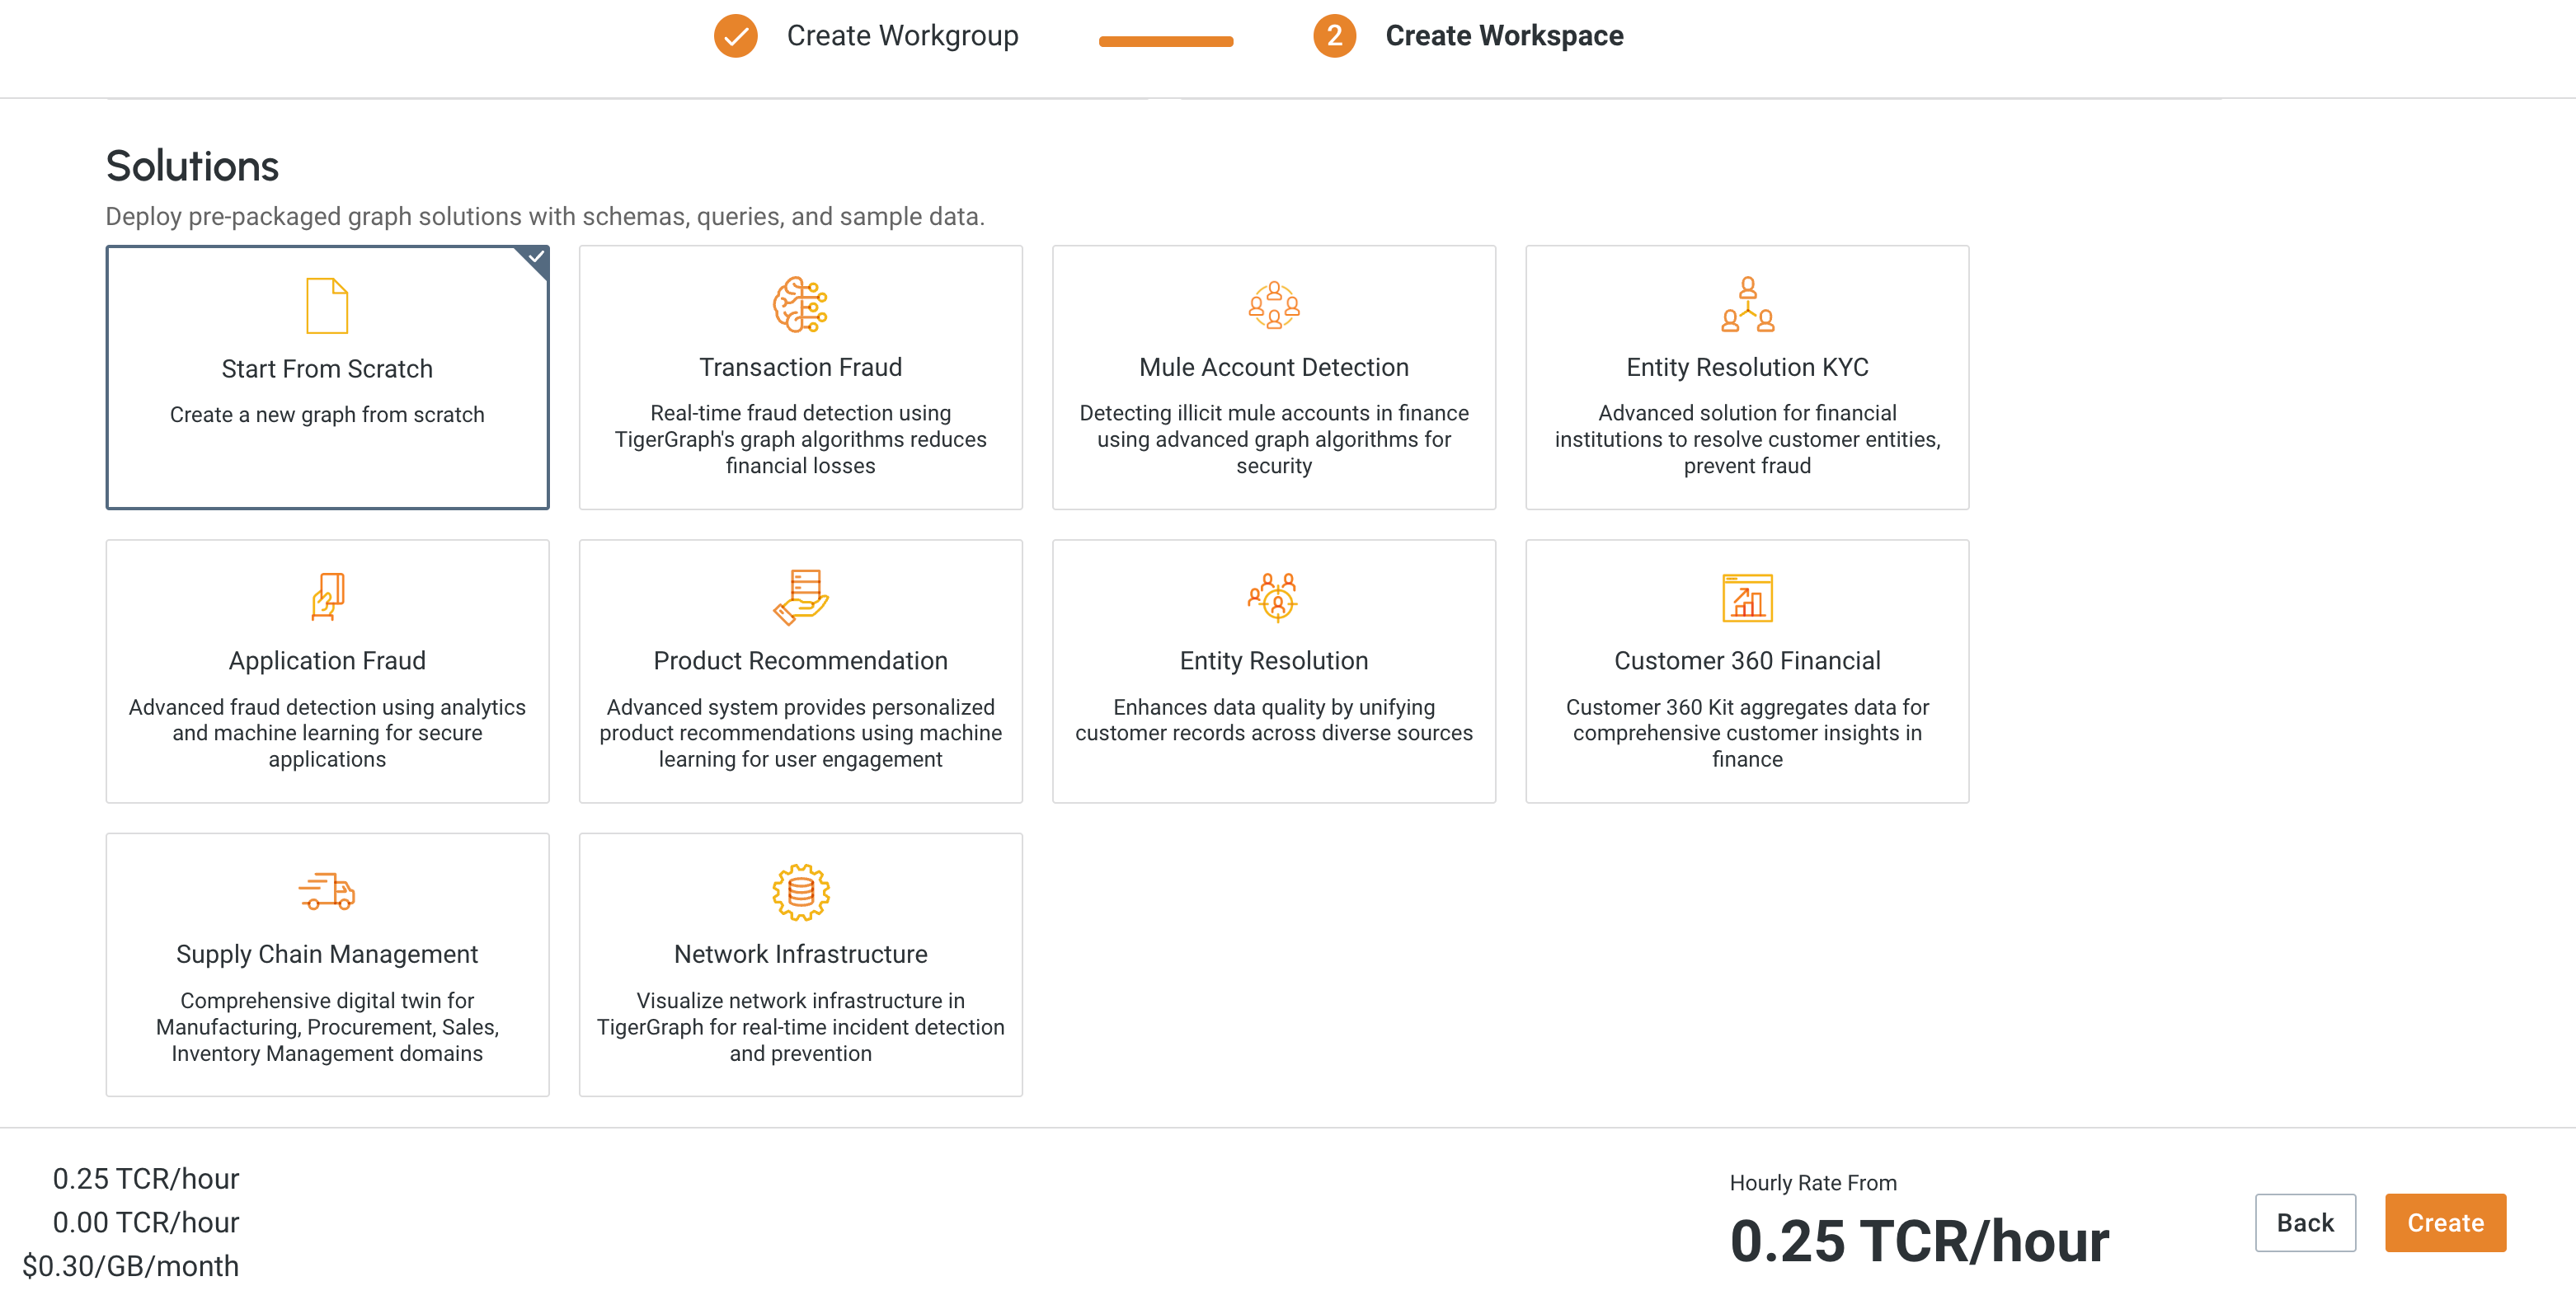 Create Workgroup
2
Create Workspace
Solutions
Deploy pre-packaged graph solutions with schemas, queries, and sample data.
Start From Scratch
Create a new graph from scratch
Transaction Fraud
Real-time fraud detection using
TigerGraph's graph algorithms reduces
financial losses
Mule Account Detection
Detecting illicit mule accounts in finance
using advanced graph algorithms for
security
Entity Resolution KYC
Advanced solution for financial
institutions to resolve customer entities,
prevent fraud
Application Fraud
Advanced fraud detection using analytics
and machine learning for secure
applications
Product Recommendation
Advanced system provides personalized
product recommendations using machine
learning for user engagement
Entity Resolution
Enhances data quality by unifying
customer records across diverse sources
Customer 360 Financial
Customer 360 Kit aggregates data for
comprehensive customer insights in
finance
Supply Chain Management
Comprehensive digital twin for
Manufacturing, Procurement, Sales,
Inventory Management domains
Network Infrastructure
Visualize network infrastructure in
TigerGraph for real-time incident detection
and prevention
0.25 TCR/hour
0.00 TCR/hour
$0.30/GB/month
Hourly Rate From
0.25 TCR/hour
Back
Create